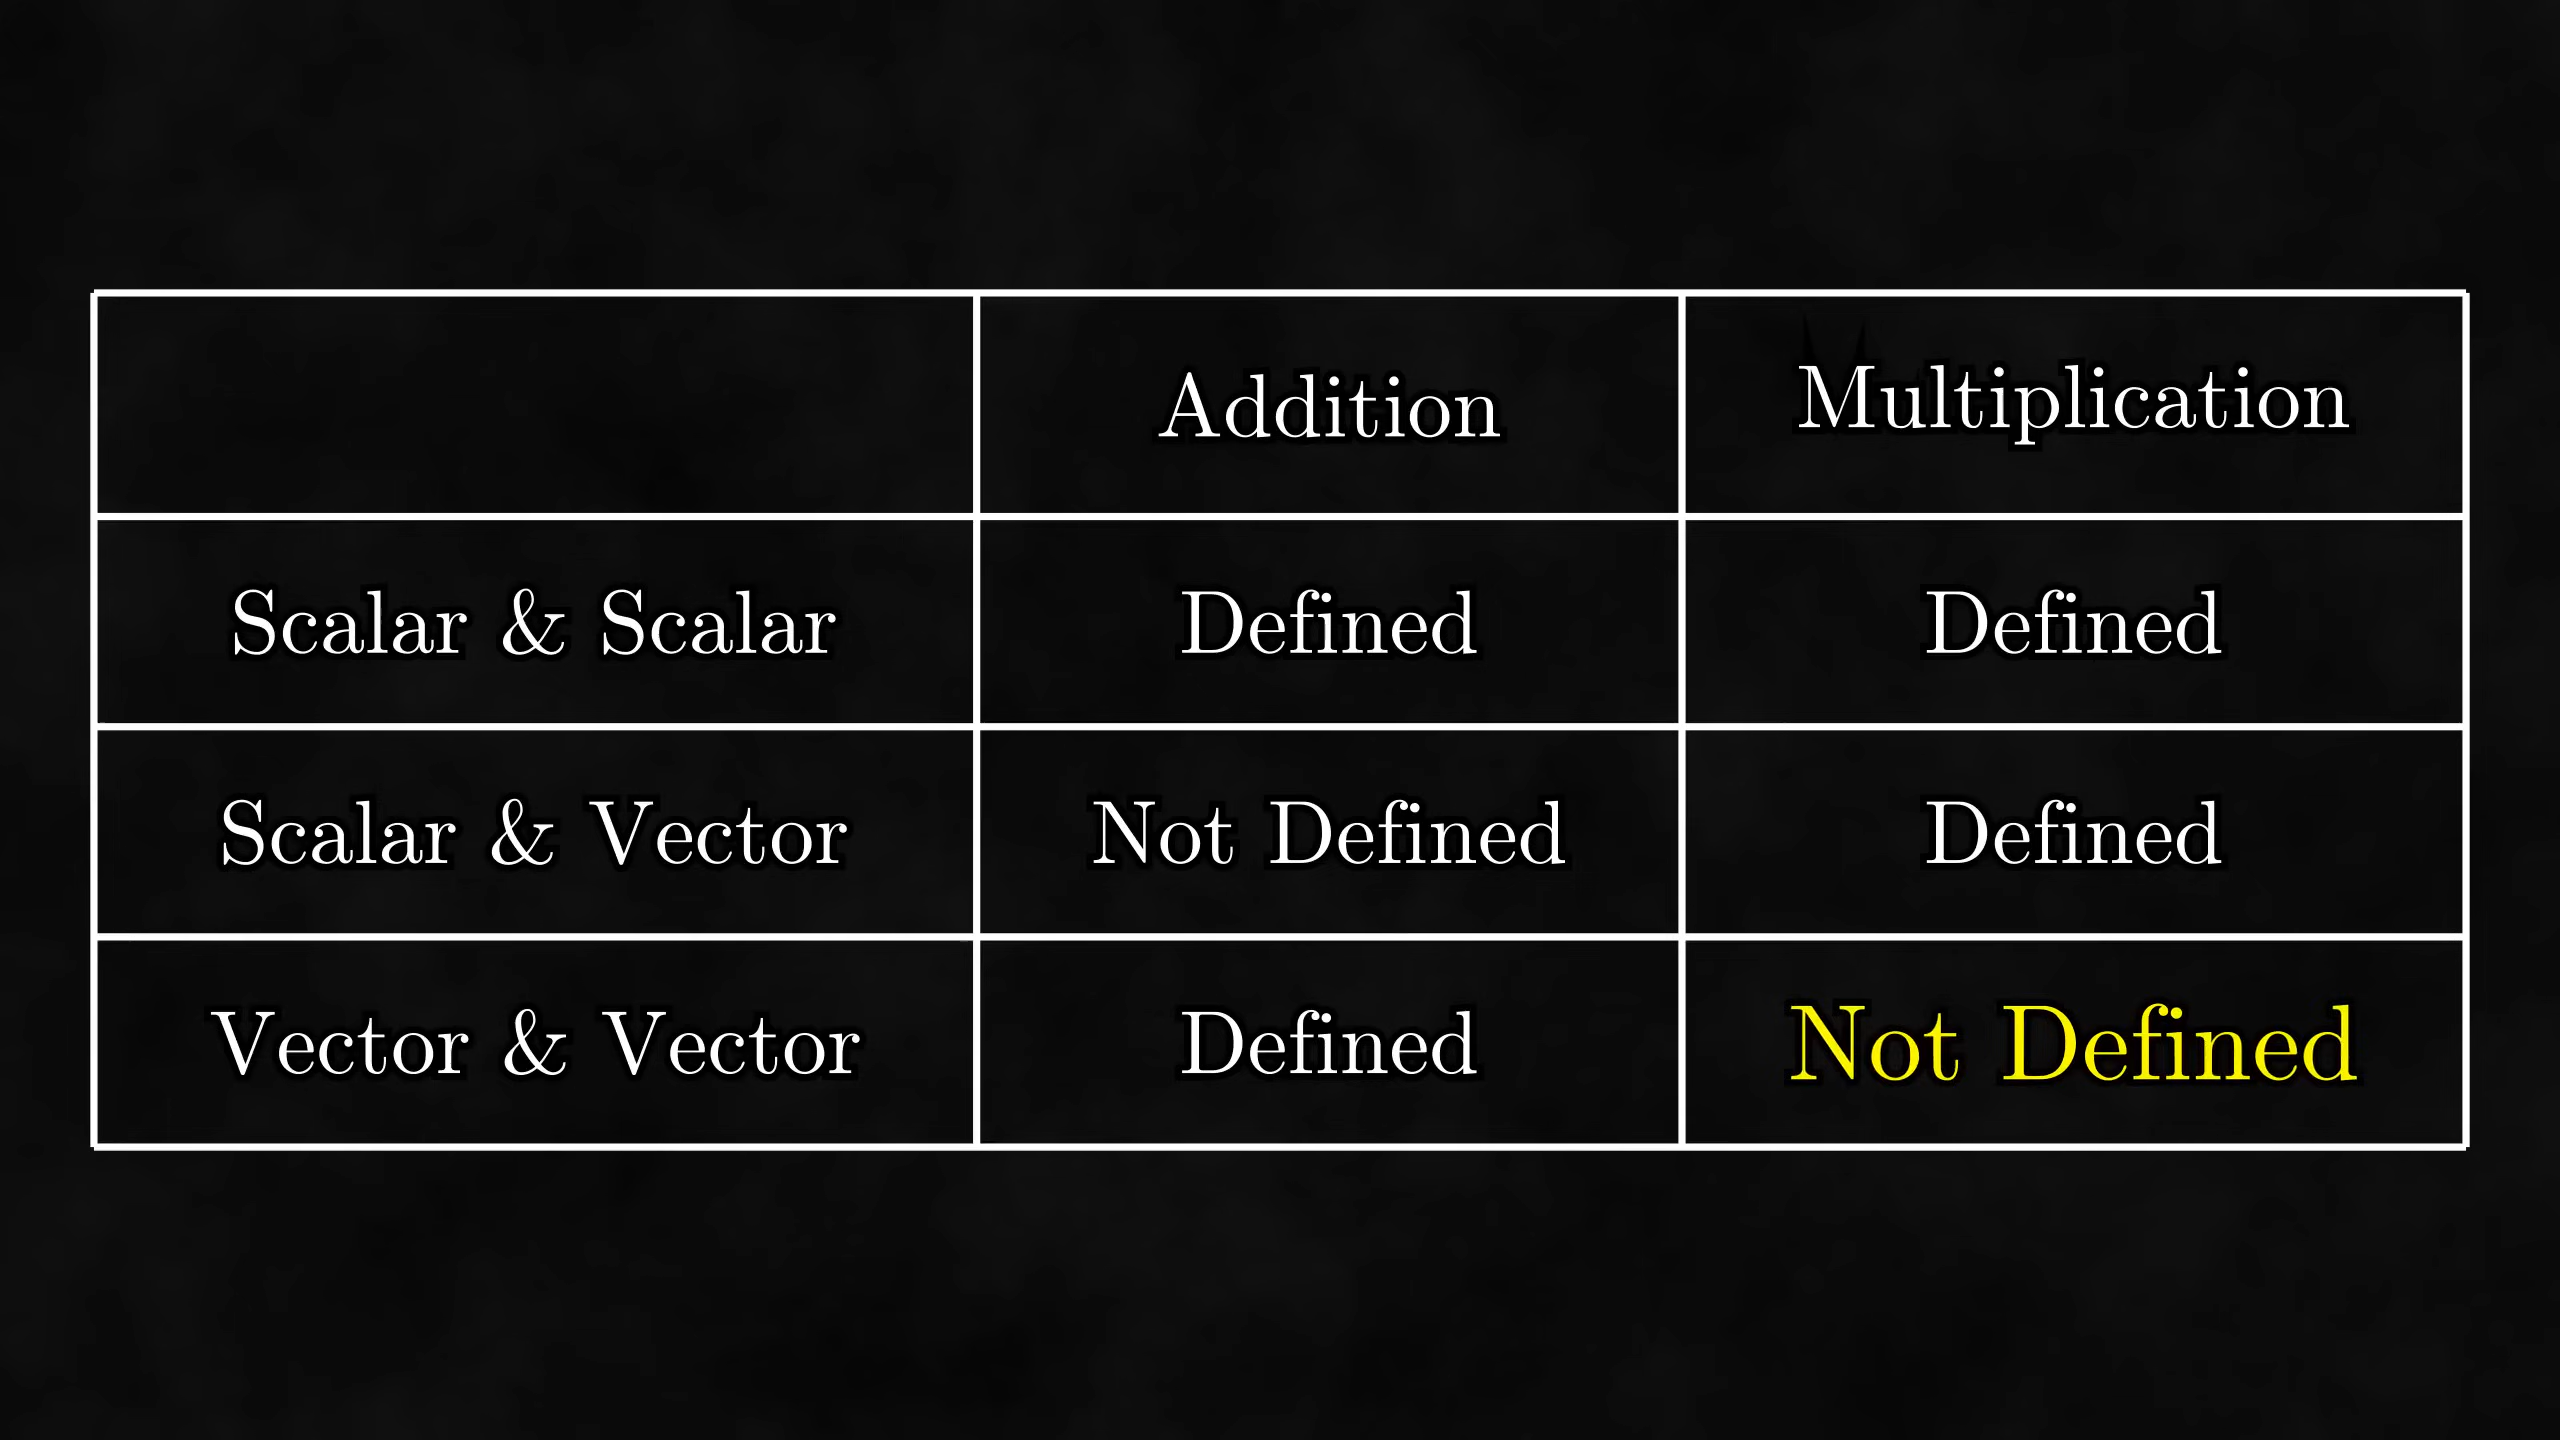 Addition Multiplication
Scalar & Scalar Defined Defined
Scalar & Vector Not Defined Defined
Vector & Vector Defined Not Defined